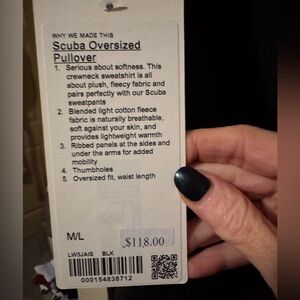 WHY WE MADE THIS
Scuba Oversized
Pullover
1. Serious about softness. This
crewneck sweatshirt is all
about plush, fleecy fabric and
pairs perfectly with our Scuba
sweatpants
2. Blended light cotton fleece
fabric is naturally breathable,
soft against your skin, and
provides lightweight warmth
3. Ribbed panels at the sides and
under the arms for added
mobility
4. Thumbholes
5. Oversized fit, waist length
M/L
$118.00
LW3JAIS BLK
000154638712